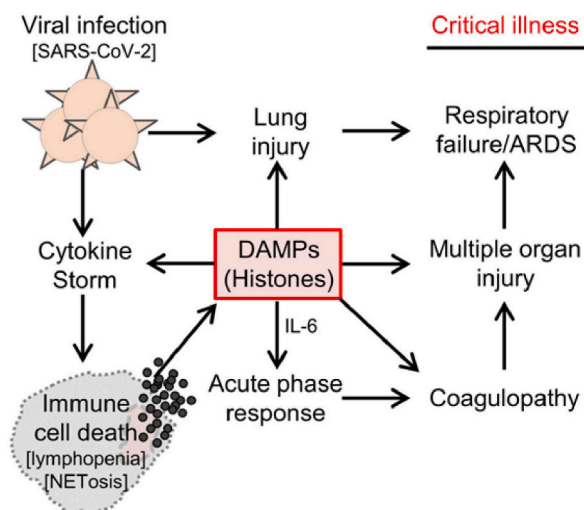 Viral infection
[SARS-CoV-2]
Critical illness
Lung
injury
Respiratory
failure/ARDS
Cytokine
Storm
DAMPs
(Histones)
Multiple organ
injury
IL-6
Immune
cell death
[lymphopenia]
[NETosis]
Acute phase
response
Coagulopathy